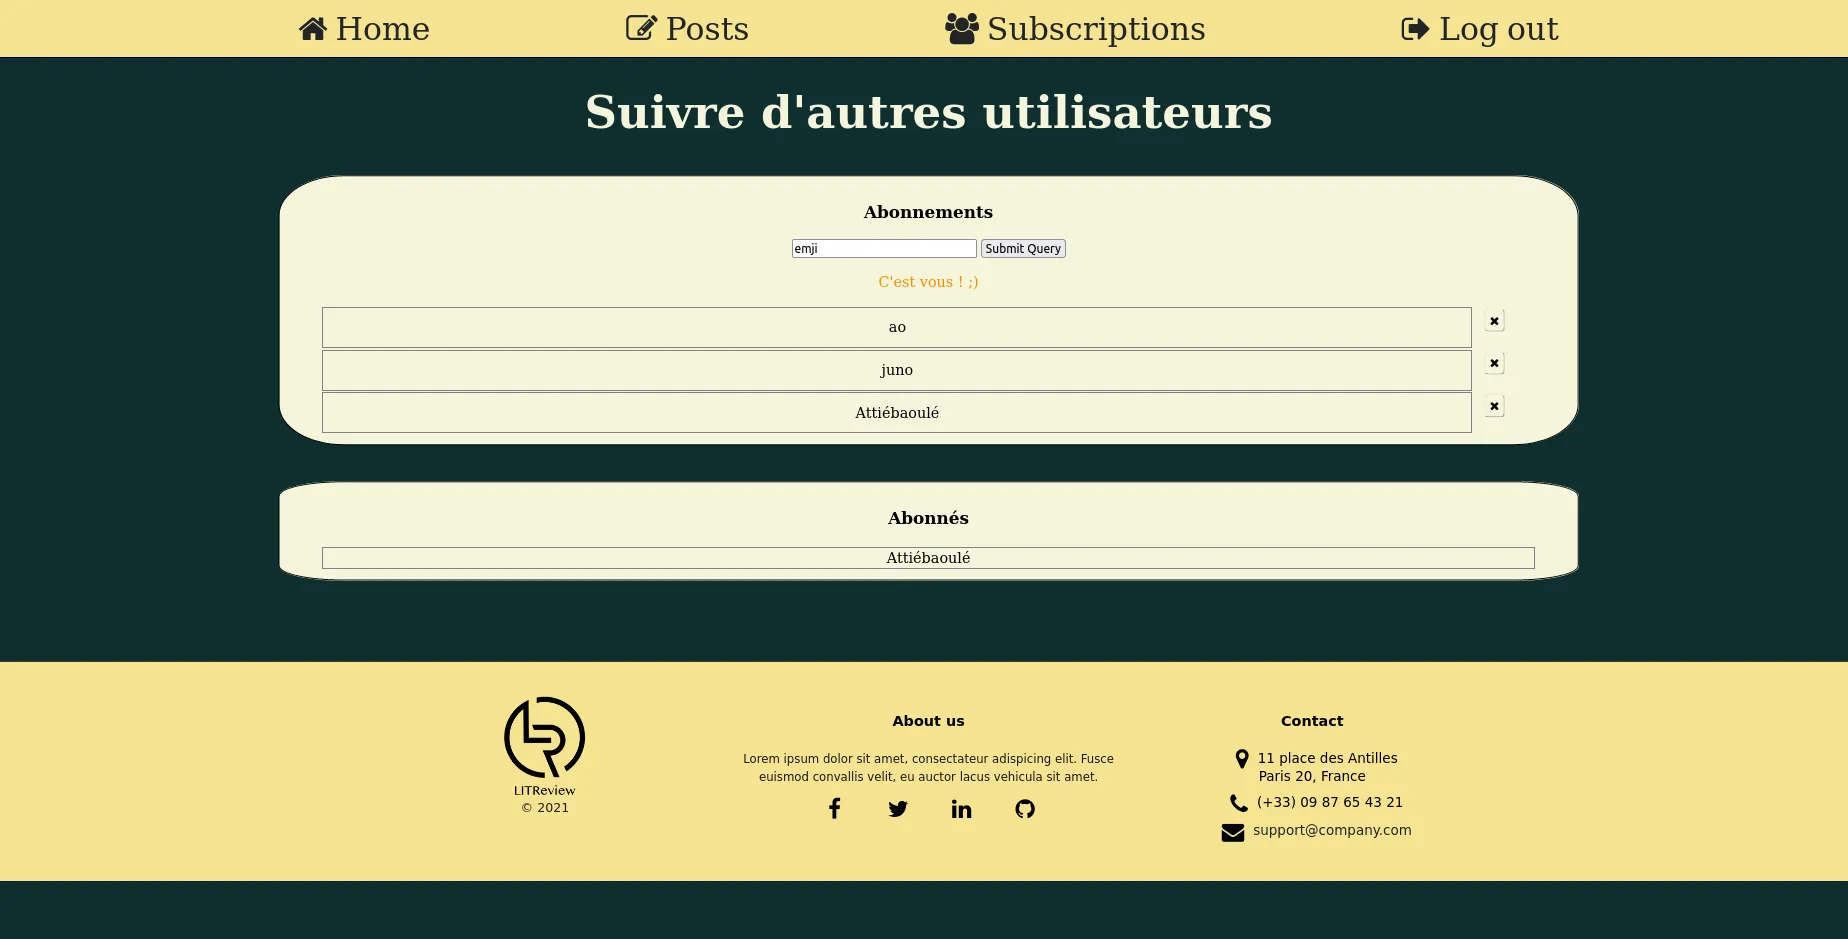 Home Posts Subscriptions Log out
Suivre d'autres utilisateurs
Abonnements
emji Submit Query
C'est vous ! ;)
ao
juno
Attiébaoulé
Abonnés
Attiébaoulé
LITReview
© 2021
About us
Lorem ipsum dolor sit amet, consectateur adispicing elit. Fusce
euismod convallis velit, eu auctor lacus vehicula sit amet.
Contact
11 place des Antilles
Paris 20, France
(+33) 09 87 65 43 21
support@company.com